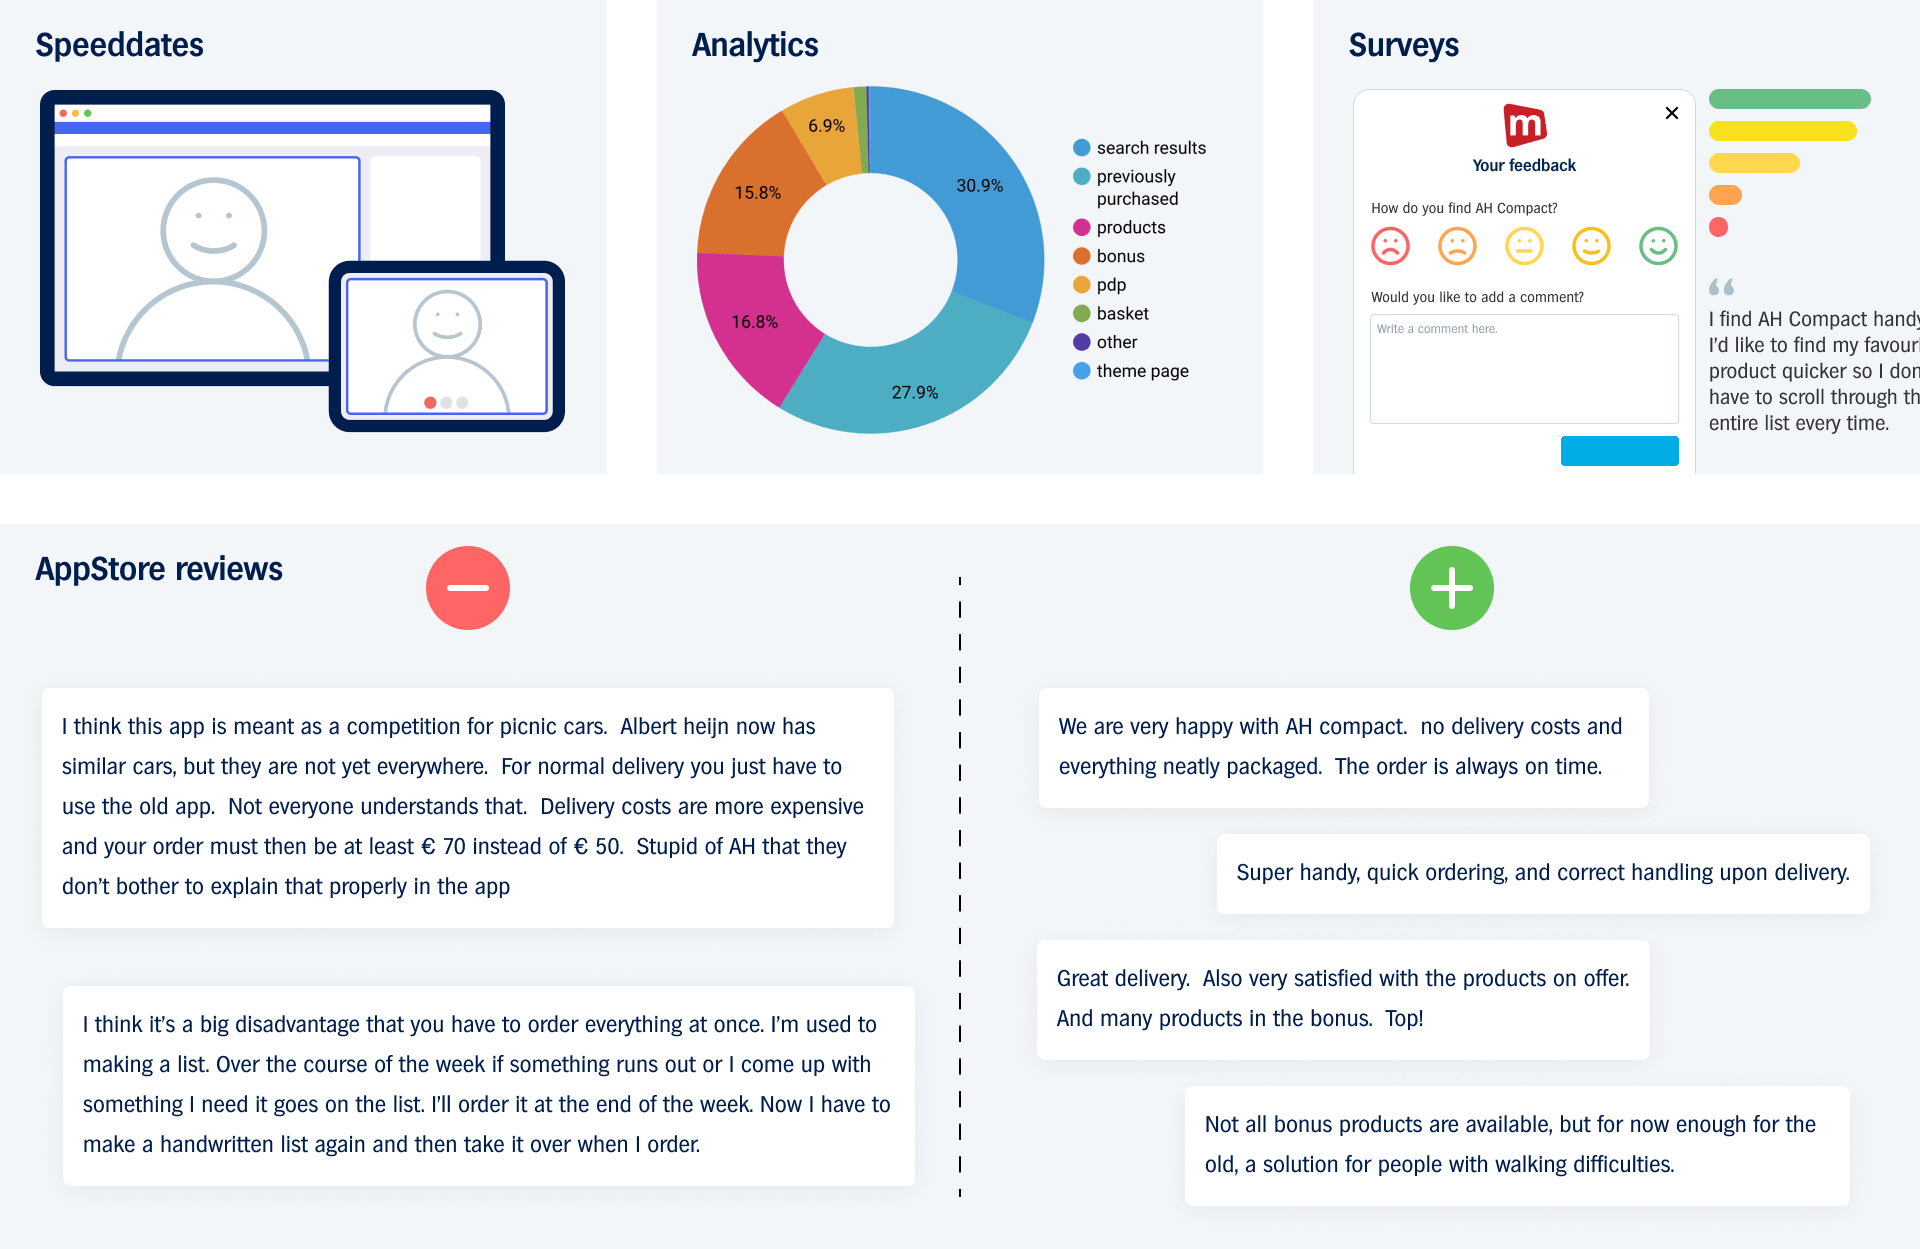 Speeddates
Analytics
30.9%
27.9%
16.8%
15.8%
6.9%
search results
previously
purchased
products
bonus
pdp
basket
other
theme page
Surveys
m
Your feedback
How do you find AH Compact?
Would you like to add a comment?
Write a comment here.
“
I find AH Compact handy
I’d like to find my favouri
product quicker so I don
have to scroll through th
entire list every time.
AppStore reviews
I think this app is meant as a competition for picnic cars.  Albert heijn now has
similar cars, but they are not yet everywhere.  For normal delivery you just have to
use the old app.  Not everyone understands that.  Delivery costs are more expensive
and your order must then be at least € 70 instead of € 50.  Stupid of AH that they
don’t bother to explain that properly in the app
I think it’s a big disadvantage that you have to order everything at once. I’m used to
making a list. Over the course of the week if something runs out or I come up with
something I need it goes on the list. I’ll order it at the end of the week. Now I have to
make a handwritten list again and then take it over when I order.
We are very happy with AH compact.  no delivery costs and
everything neatly packaged.  The order is always on time.
Super handy, quick ordering, and correct handling upon delivery.
Great delivery.  Also very satisfied with the products on offer.
And many products in the bonus.  Top!
Not all bonus products are available, but for now enough for the
old, a solution for people with walking difficulties.